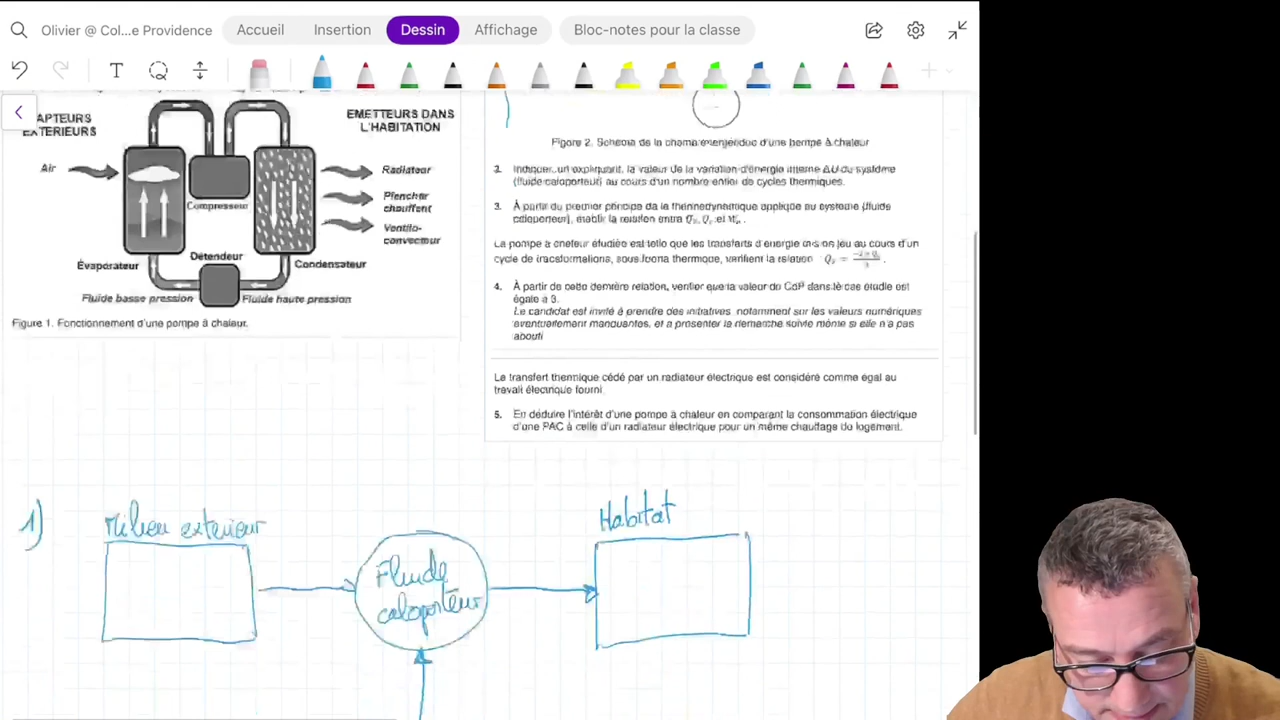 Olivier @ Col...e Providence
Accueil
Insertion
Dessin
Affichage
Bloc-notes pour la classe
APTEURS
EXTERIEURS
EMETTEURS DANS
L'HABITATION
Air
Radiateur
Compresseur
Plancher
chauffant
Ventilo-
convecteur
Détendeur
Évaporateur
Condensateur
Fluide basse pression
Fluide haute pression
Figure 1. Fonctionnement d'une pompe à chaleur.
Figure 2. Schéma de la chaîne énergétique d'une pompe à chaleur
2. Indiquer, en expliquant, la valeur de la variation d'énergie interne ΔU du système
(fluide caloporteur) au cours d'un nombre entier de cycles thermiques.
3. À partir du premier principe de la thermodynamique appliqué au système (fluide
caloporteur), établir la relation entre
La pompe à chaleur étudiée est telle que les transferts d'énergie mis en jeu au cours d'un
cycle de transformations, sous forme thermique, vérifient la relation
4. À partir de cette dernière relation, vérifier que la valeur du CoP dans le cas étudié est
égale à 3.
Le candidat est invité à prendre des initiatives, notamment sur les valeurs numériques
éventuellement manquantes, et à présenter la démarche suivie même si elle n'a pas
abouti
Le transfert thermique cédé par un radiateur électrique est considéré comme égal au
travail électrique fourni
5. En déduire l'intérêt d'une pompe à chaleur en comparant la consommation électrique
d'une PAC à celle d'un radiateur électrique pour un même chauffage du logement.
1)
Milieu exterieur
Habitat
Fluide
caloporteur